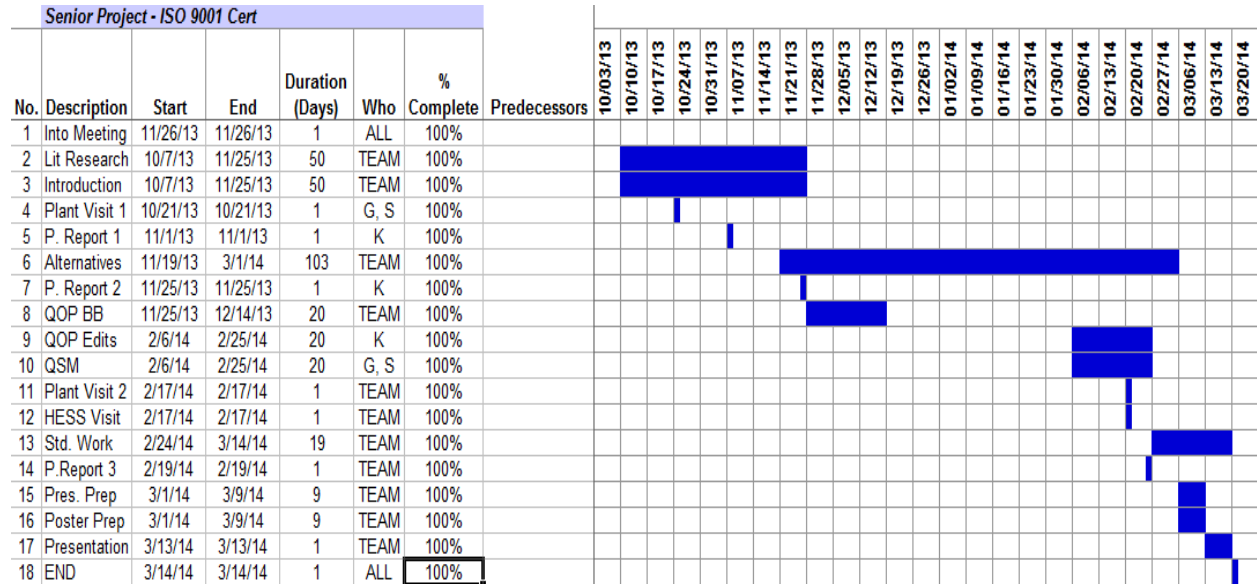 Senior Project - ISO 9001 Cert
No. Description Start End Duration (Days) Who % Complete Predecessors 10/03/13 10/10/13 10/17/13 10/24/13 10/31/13 11/07/13 11/14/13 11/21/13 11/28/13 12/05/13 12/12/13 12/19/13 12/26/13 01/02/14 01/09/14 01/16/14 01/23/14 01/30/14 02/06/14 02/13/14 02/20/14 02/27/14 03/06/14 03/13/14 03/20/14
1 Into Meeting 11/26/13 11/26/13 1 ALL 100%
2 Lit Research 10/7/13 11/25/13 50 TEAM 100%
3 Introduction 10/7/13 11/25/13 50 TEAM 100%
4 Plant Visit 1 10/21/13 10/21/13 1 G, S 100%
5 P. Report 1 11/1/13 11/1/13 1 K 100%
6 Alternatives 11/19/13 3/1/14 103 TEAM 100%
7 P. Report 2 11/25/13 11/25/13 1 K 100%
8 QOP BB 11/25/13 12/14/13 20 TEAM 100%
9 QOP Edits 2/6/14 2/25/14 20 K 100%
10 QSM 2/6/14 2/25/14 20 G, S 100%
11 Plant Visit 2 2/17/14 2/17/14 1 TEAM 100%
12 HESS Visit 2/17/14 2/17/14 1 TEAM 100%
13 Std. Work 2/24/14 3/14/14 19 TEAM 100%
14 P.Report 3 2/19/14 2/19/14 1 TEAM 100%
15 Pres. Prep 3/1/14 3/9/14 9 TEAM 100%
16 Poster Prep 3/1/14 3/9/14 9 TEAM 100%
17 Presentation 3/13/14 3/13/14 1 TEAM 100%
18 END 3/14/14 3/14/14 1 ALL 100%